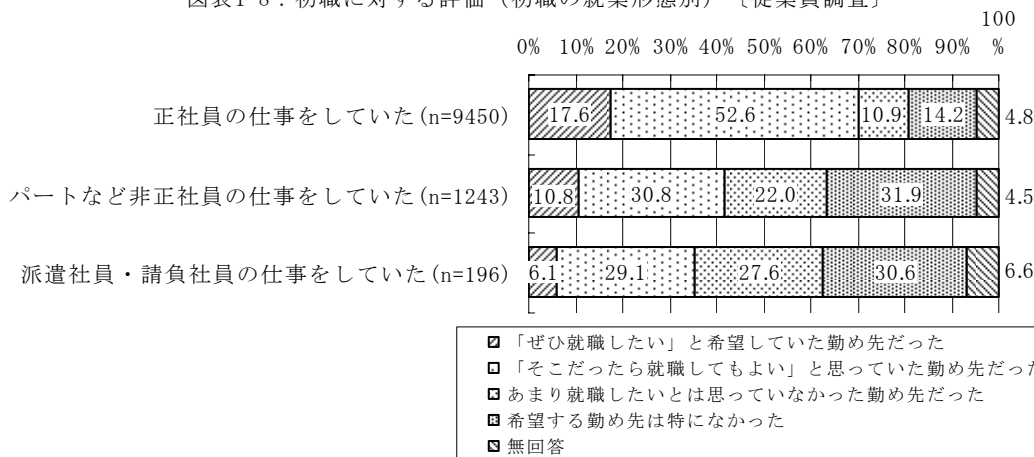 図表1-8：初職に対する評価（初職の就業形態別）〔従業員調査〕
0% 10% 20% 30% 40% 50% 60% 70% 80% 90% 100%
正社員の仕事をしていた(n=9450) 17.6 52.6 10.9 14.2 4.8
パートなど非正社員の仕事をしていた(n=1243) 10.8 30.8 22.0 31.9 4.5
派遣社員・請負社員の仕事をしていた(n=196) 6.1 29.1 27.6 30.6 6.6
「ぜひ就職したい」と希望していた勤め先だった
「そこだったら就職してもよい」と思っていた勤め先だった
あまり就職したいとは思っていなかった勤め先だった
希望する勤め先は特になかった
無回答